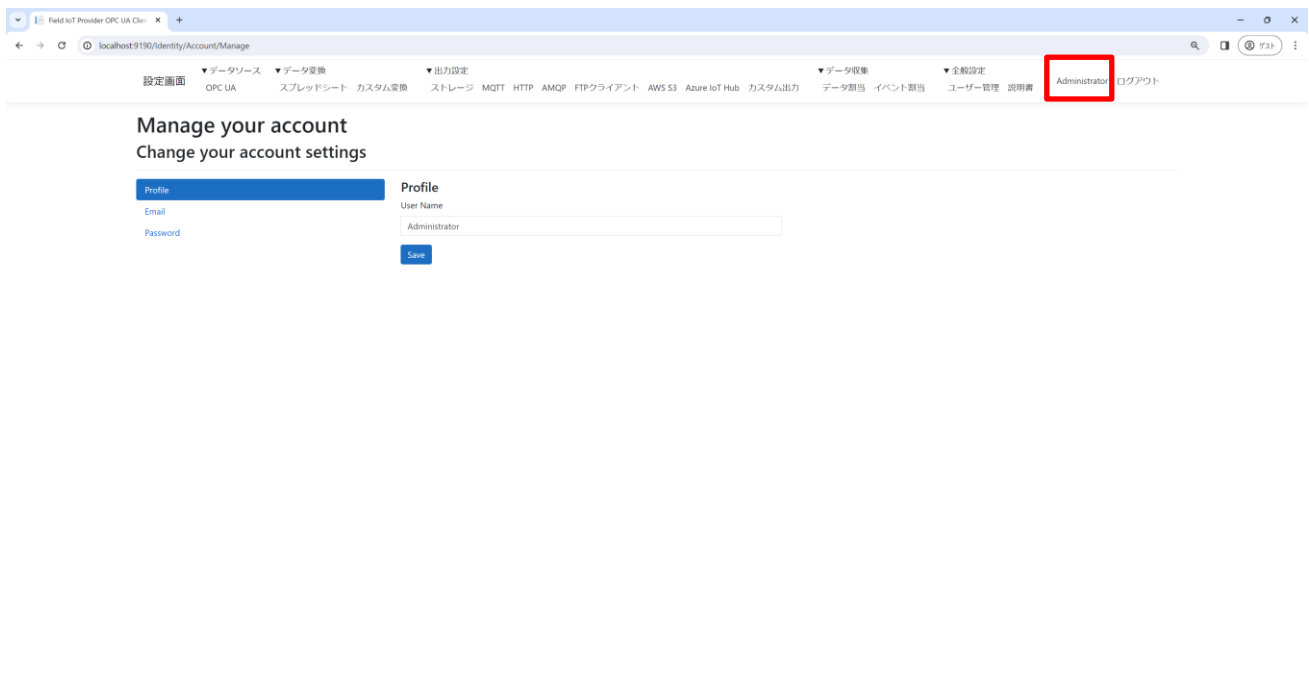 Field IoT Provider OPC UA Clie
localhost:9190/Identity/Account/Manage
ゲスト
設定画面
▼データソース ▼データ変換 ▼出力設定 ▼データ収集 ▼全般設定
OPC UA スプレッドシート カスタム変換 ストレージ MQTT HTTP AMQP FTPクライアント AWS S3 Azure IoT Hub カスタム出力 データ割当 イベント割当 ユーザー管理 説明書 Administrator ログアウト
Manage your account
Change your account settings
Profile
Email
Password
Profile
User Name
Administrator
Save